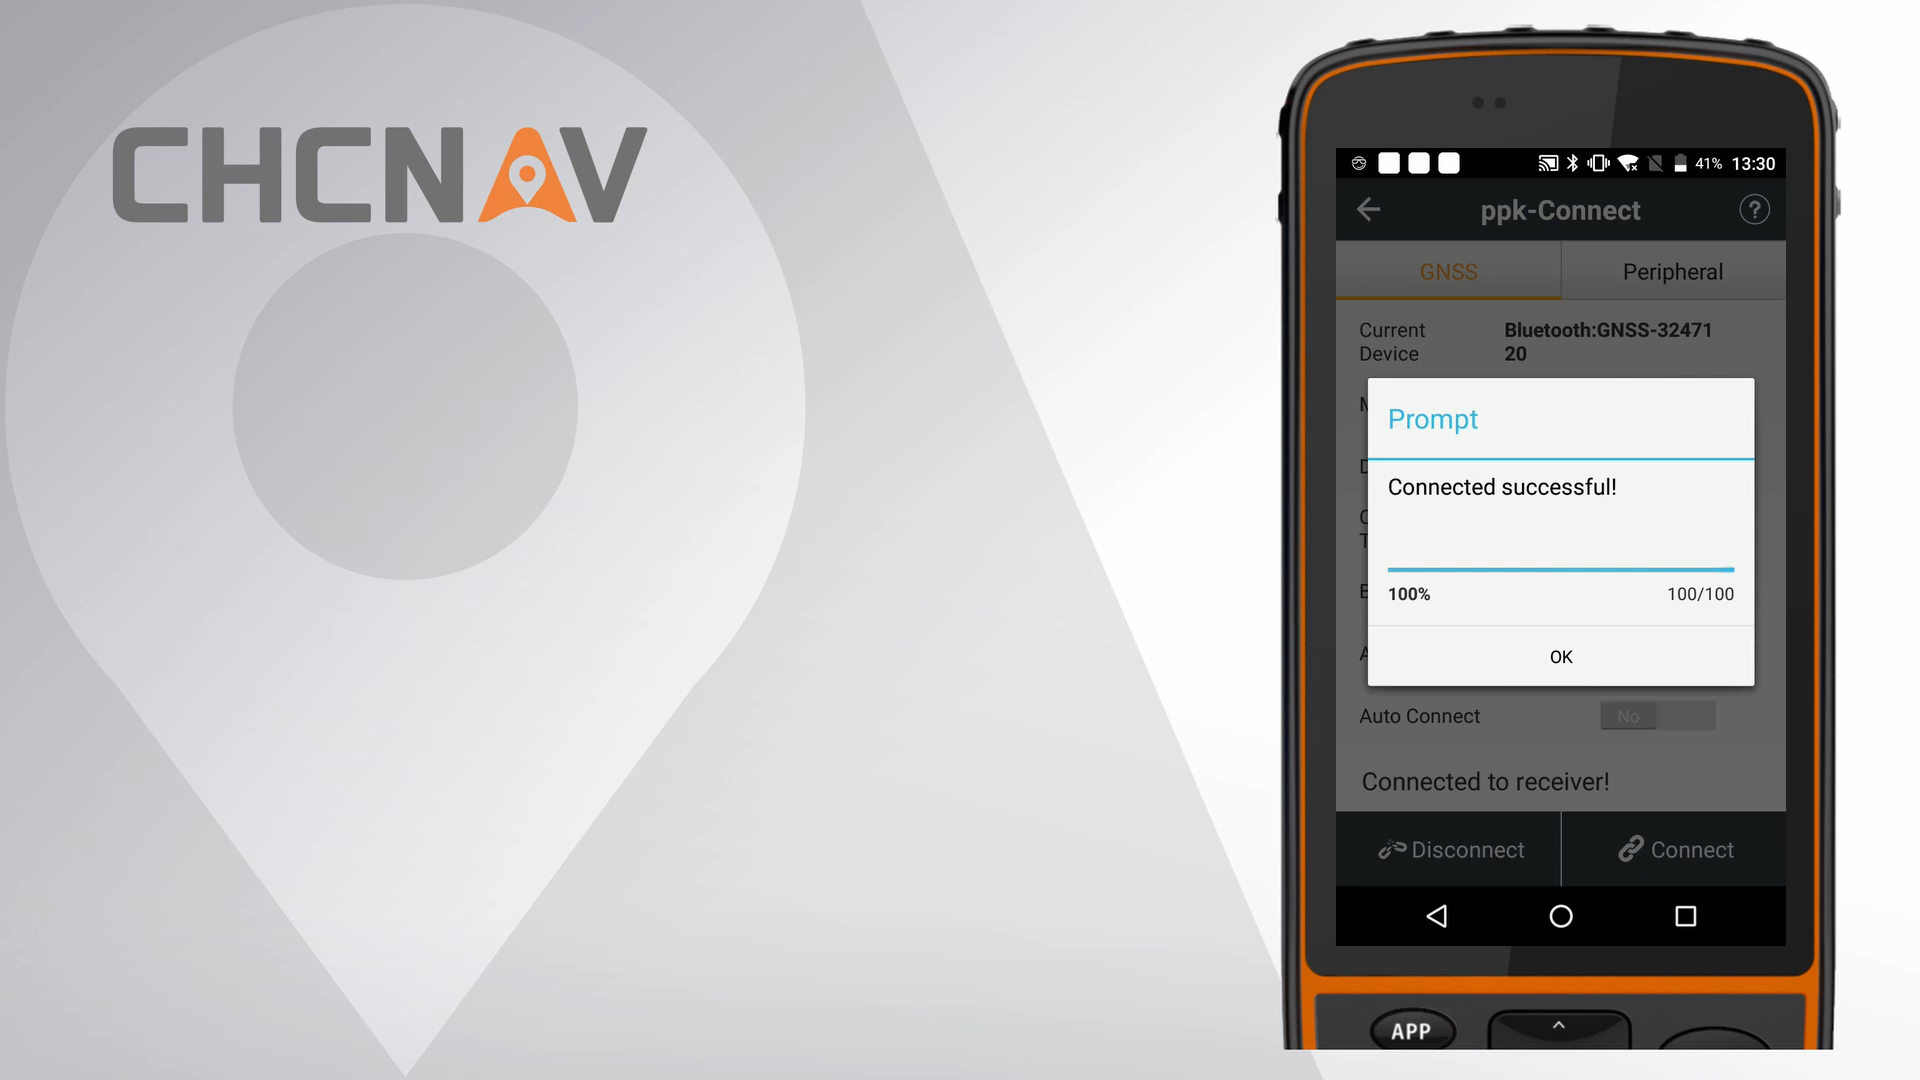 CHCNAV
41% 13:30
ppk-Connect
GNSS
Peripheral
Current
Device
Bluetooth:GNSS-32471
20
Prompt
Connected successful!
100%
100/100
OK
Auto Connect
No
Connected to receiver!
Disconnect
Connect
APP